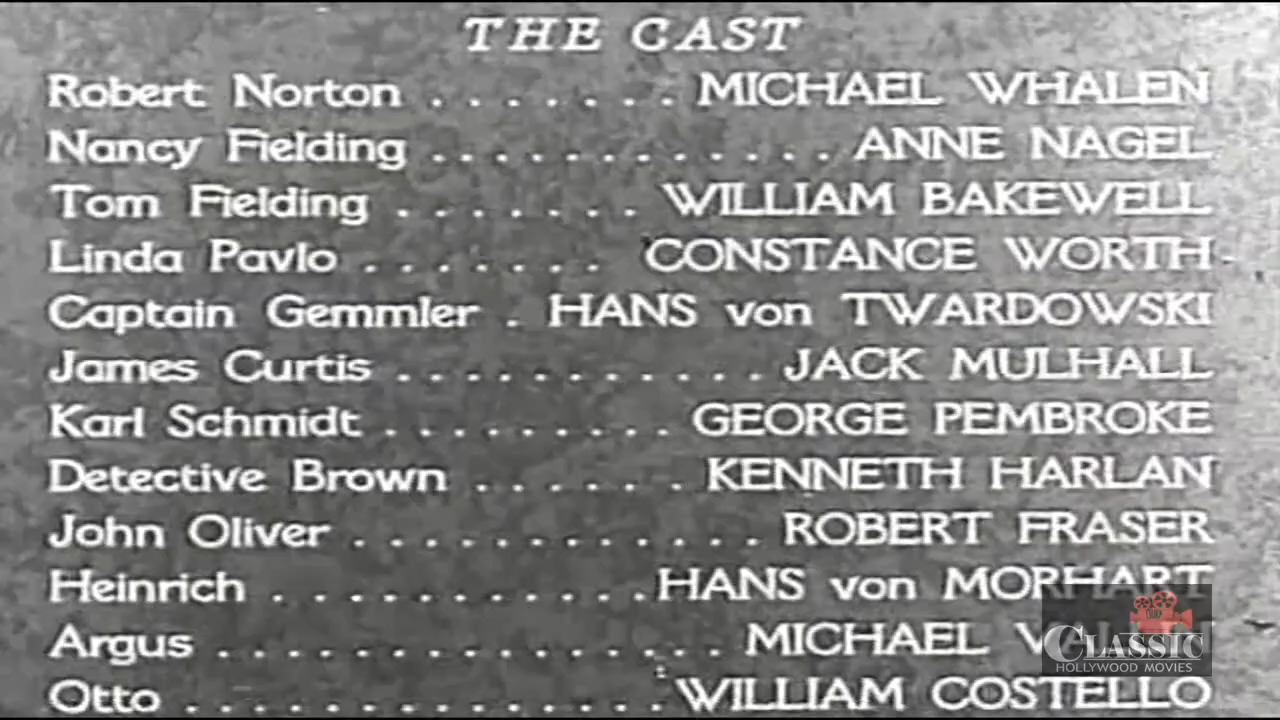 THE CAST
Robert Norton . . . . . . . MICHAEL WHALEN
Nancy Fielding . . . . . . . . . . . . ANNE NAGEL
Tom Fielding . . . . . . . WILLIAM BAKEWELL
Linda Pavlo . . . . . . . CONSTANCE WORTH
Captain Gemmler . HANS von TWARDOWSKI
James Curtis . . . . . . . . . . . JACK MULHALL
Karl Schmidt . . . . . . . . . GEORGE PEMBROKE
Detective Brown . . . . . . KENNETH HARLAN
John Oliver . . . . . . . . . . . . ROBERT FRASER
Heinrich . . . . . . . . . . . HANS von MORHART
Argus . . . . . . . . . . . . . . . MICHAEL
Otto . . . . . . . . . . . . . . WILLIAM COSTELLO
CLASSIC
HOLLYWOOD MOVIES